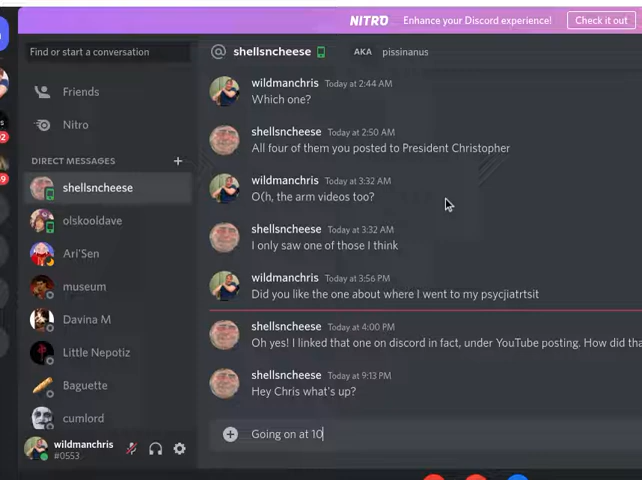 NITRO Enhance your Discord experience! Check it out
Find or start a conversation
@ shellsncheese AKA pissinanus
Friends
Nitro
DIRECT MESSAGES +
shellsncheese
olskooldave
Ari'Sen
museum
Davina M
Little Nepotiz
Baguette
cumlord
wildmanchris
#0553
wildmanchris Today at 2:44 AM
Which one?
shellsncheese Today at 2:50 AM
All four of them you posted to President Christopher
wildmanchris Today at 3:32 AM
O(h, the arm videos too?
shellsncheese Today at 3:32 AM
I only saw one of those I think
wildmanchris Today at 3:56 PM
Did you like the one about where I went to my psycjiatrtsit
shellsncheese Today at 4:00 PM
Oh yes! I linked that one on discord in fact, under YouTube posting. How did tha
shellsncheese Today at 9:13 PM
Hey Chris what's up?
Going on at 10